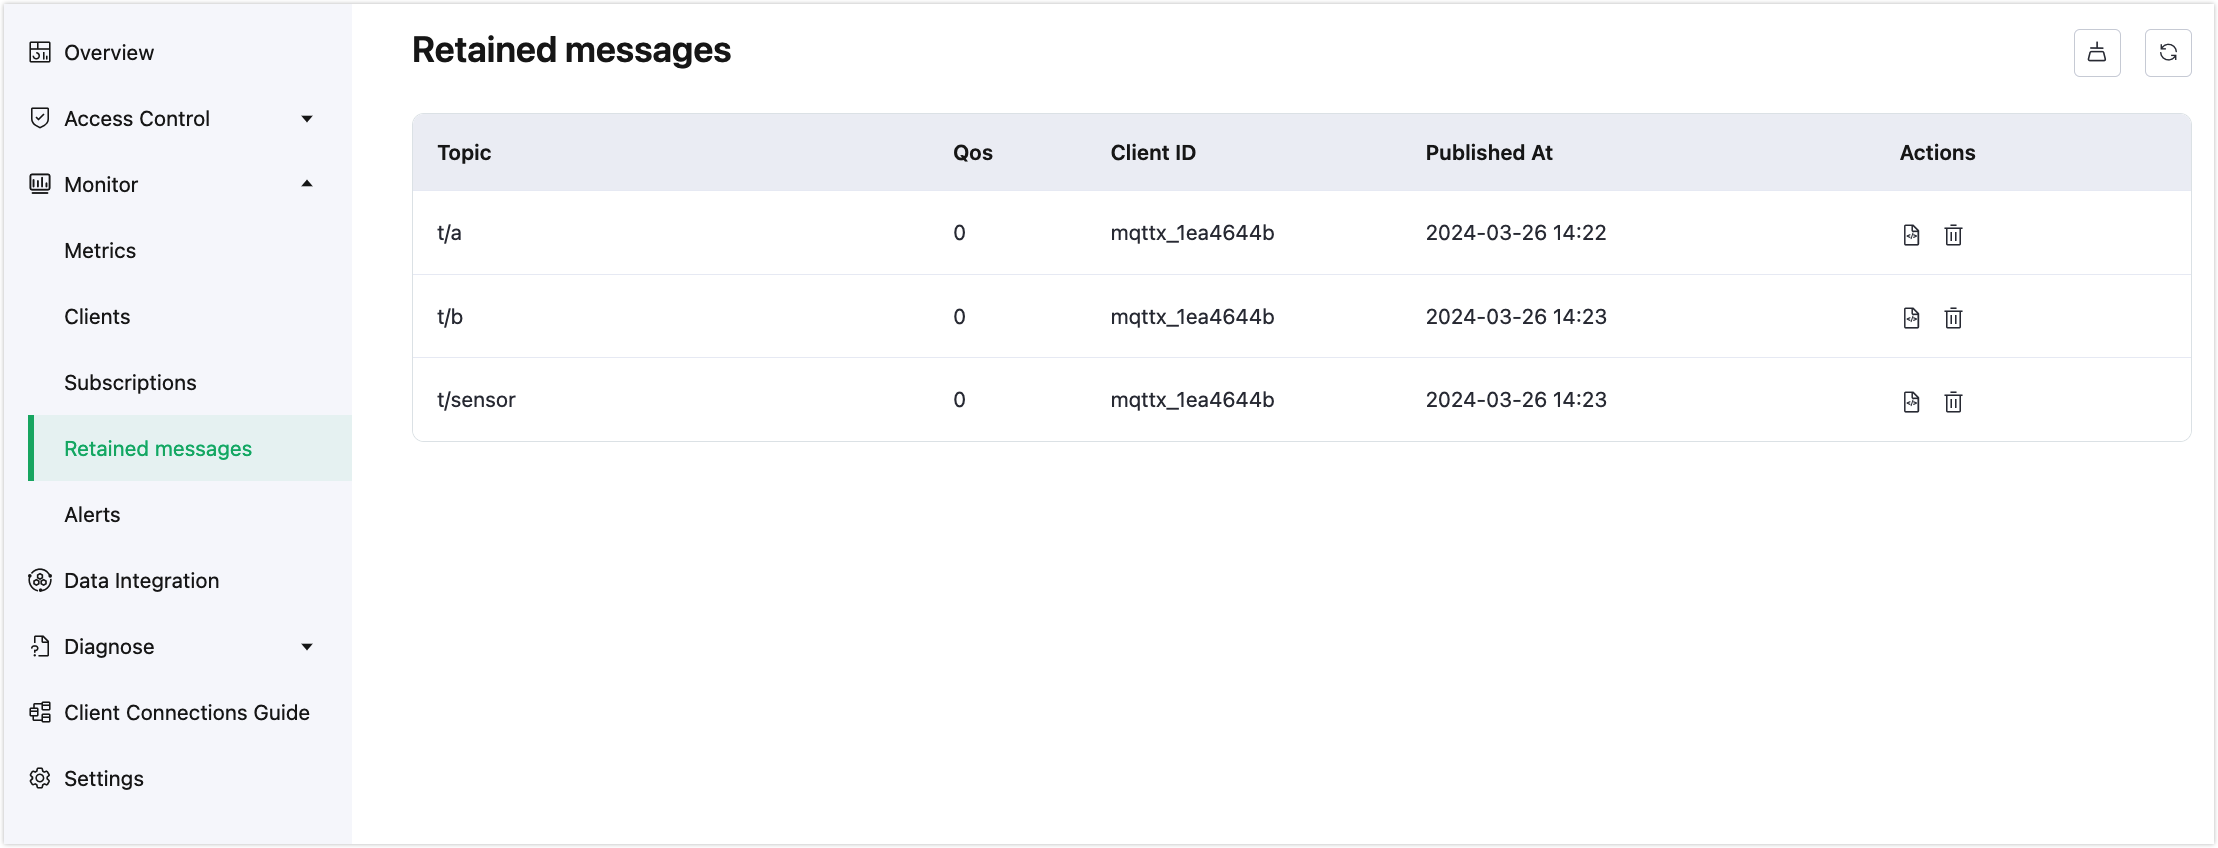 Overview
Access Control
Monitor
Metrics
Clients
Subscriptions
Retained messages
Alerts
Data Integration
Diagnose
Client Connections Guide
Settings
Retained messages
Topic Qos Client ID Published At Actions
t/a 0 mqttx_1ea4644b 2024-03-26 14:22
t/b 0 mqttx_1ea4644b 2024-03-26 14:23
t/sensor 0 mqttx_1ea4644b 2024-03-26 14:23